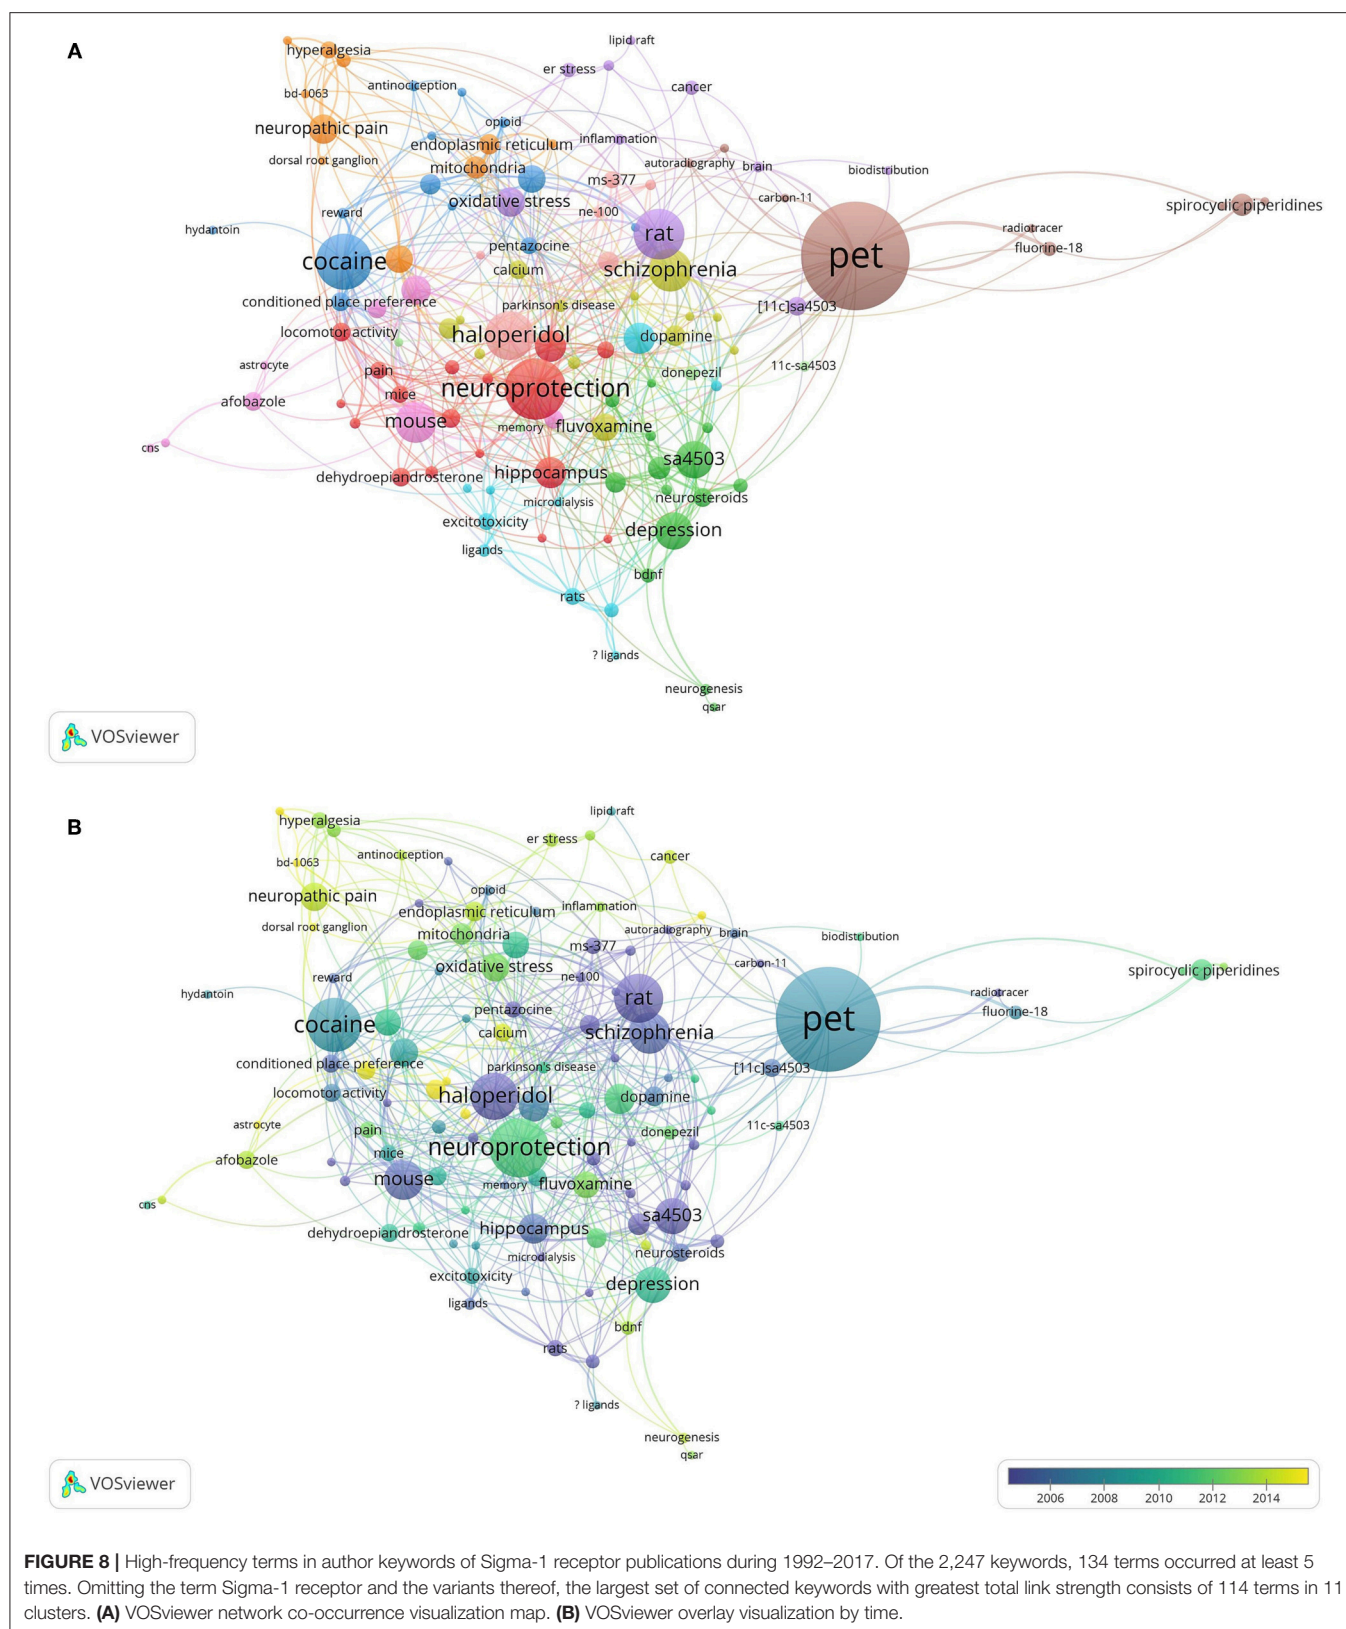 A
lipid raft
hyperalgesia
er stress
antinociception
cancer
bd-1063
opioid
neuropathic pain
inflammation
endoplasmic reticulum
dorsal root ganglion
autoradiography
mitochondria
brain
biodistribution
ms-377
oxidative stress
carbon-11
spirocyclic piperidines
reward
ne-100
hydantoin
rat
radiotracer
pentazocine
fluorine-18
pet
cocaine
calcium
schizophrenia
conditioned place preference
parkinson's disease
[11c]sa4503
locomotor activity
haloperidol
dopamine
astrocyte
pain
donepezil
11c-sa4503
neuroprotection
mice
afobazole
mouse
memory
fluvoxamine
cns
sa4503
dehydroepiandrosterone
hippocampus
neurosteroids
microdialysis
excitotoxicity
depression
ligands
bdnf
rats
? ligands
neurogenesis
qsar
VOSviewer
B
lipid raft
hyperalgesia
er stress
antinociception
cancer
bd-1063
opioid
neuropathic pain
inflammation
endoplasmic reticulum
dorsal root ganglion
autoradiography
mitochondria
brain
biodistribution
ms-377
oxidative stress
carbon-11
spirocyclic piperidines
reward
ne-100
hydantoin
rat
radiotracer
pentazocine
fluorine-18
pet
cocaine
calcium
schizophrenia
conditioned place preference
parkinson's disease
[11c]sa4503
locomotor activity
haloperidol
dopamine
astrocyte
pain
donepezil
11c-sa4503
neuroprotection
mice
afobazole
mouse
memory
fluvoxamine
cns
sa4503
dehydroepiandrosterone
hippocampus
neurosteroids
microdialysis
excitotoxicity
depression
ligands
bdnf
rats
? ligands
neurogenesis
qsar
VOSviewer
2006 2008 2010 2012 2014
FIGURE 8 | High-frequency terms in author keywords of Sigma-1 receptor publications during 1992–2017. Of the 2,247 keywords, 134 terms occurred at least 5
times. Omitting the term Sigma-1 receptor and the variants thereof, the largest set of connected keywords with greatest total link strength consists of 114 terms in 11
clusters. (A) VOSviewer network co-occurrence visualization map. (B) VOSviewer overlay visualization by time.